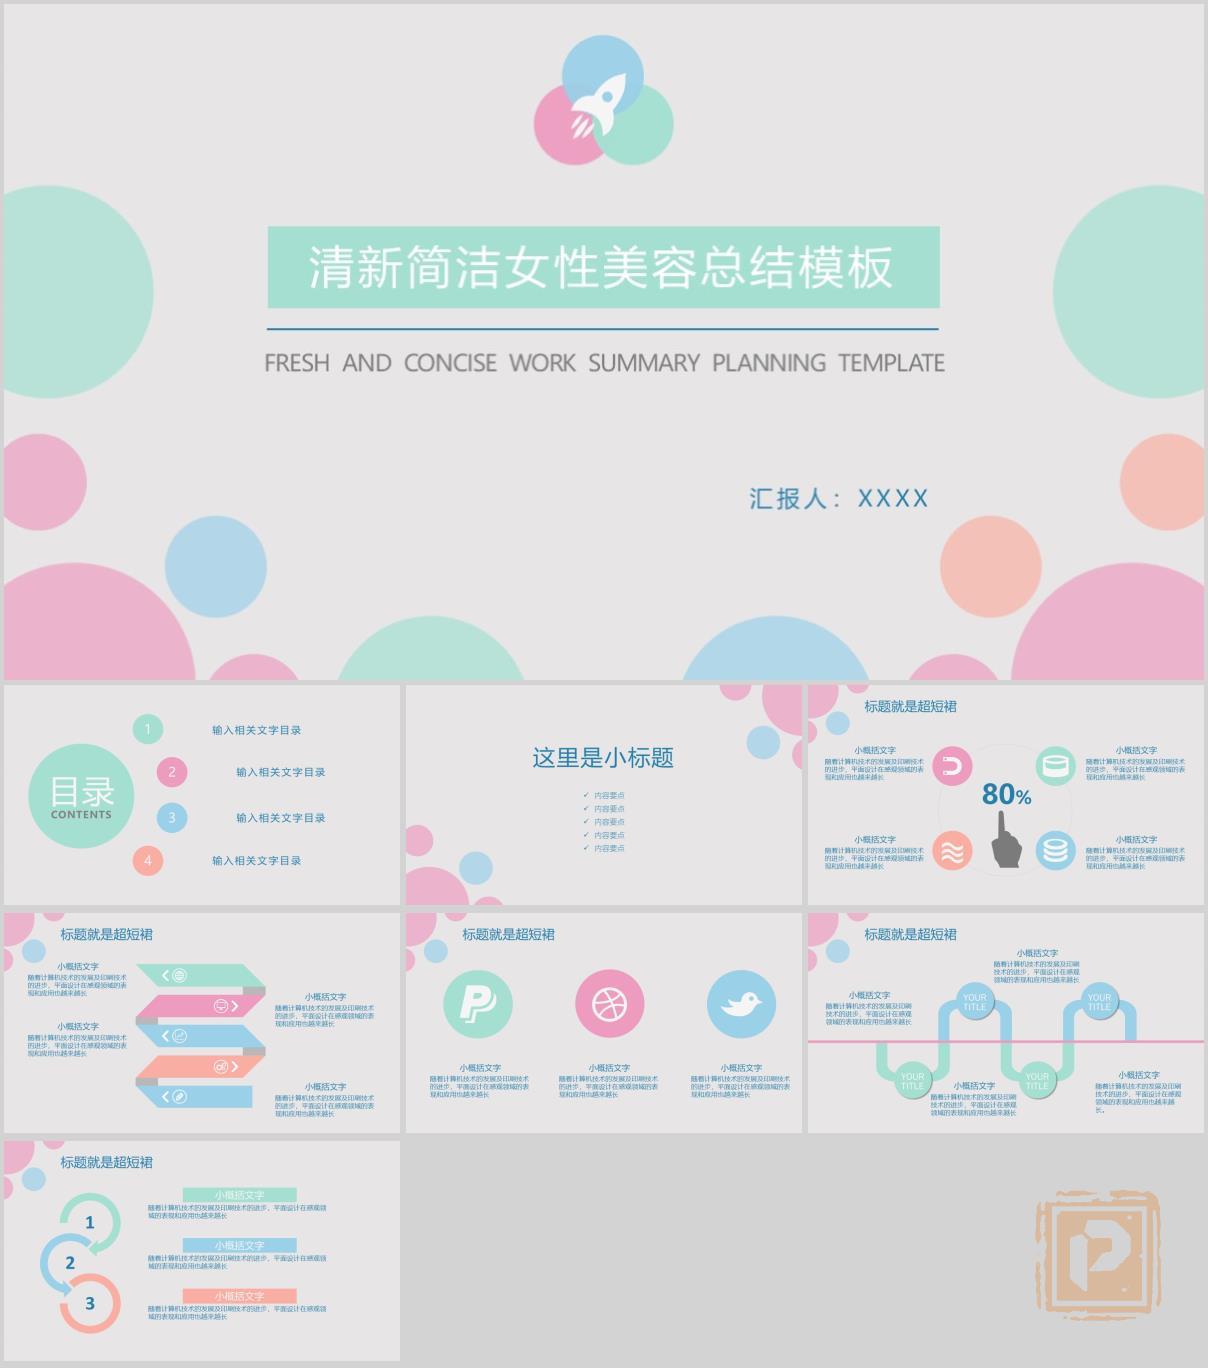 清新简洁女性美容总结模板
FRESH AND CONCISE WORK SUMMARY PLANNING TEMPLATE
汇报人：XXXX
目录
CONTENTS
1
输入相关文字目录
2
输入相关文字目录
3
输入相关文字目录
4
输入相关文字目录
这里是小标题
✓ 内容要点
✓ 内容要点
✓ 内容要点
✓ 内容要点
✓ 内容要点
标题就是超短裙
小概括文字
随着计算机技术的发展及印刷技术
的进步，平面设计在感观领域的表
现和应用也越来越长
小概括文字
随着计算机技术的发展及印刷技术
的进步，平面设计在感观领域的表
现和应用也越来越长
80%
小概括文字
随着计算机技术的发展及印刷技术
的进步，平面设计在感观领域的表
现和应用也越来越长
小概括文字
随着计算机技术的发展及印刷技术
的进步，平面设计在感观领域的表
现和应用也越来越长
标题就是超短裙
小概括文字
随着计算机技术的发展及印刷技术
的进步，平面设计在感观领域的表
现和应用也越来越长
小概括文字
随着计算机技术的发展及印刷技术
的进步，平面设计在感观领域的表
现和应用也越来越长
小概括文字
随着计算机技术的发展及印刷技术
的进步，平面设计在感观领域的表
现和应用也越来越长
小概括文字
随着计算机技术的发展及印刷技术
的进步，平面设计在感观领域的表
现和应用也越来越长
标题就是超短裙
小概括文字
随着计算机技术的发展及印刷技术
的进步，平面设计在感观领域的表
现和应用也越来越长
小概括文字
随着计算机技术的发展及印刷技术
的进步，平面设计在感观领域的表
现和应用也越来越长
小概括文字
随着计算机技术的发展及印刷技术
的进步，平面设计在感观领域的表
现和应用也越来越长
标题就是超短裙
小概括文字
随着计算机技术的发展及印刷
技术的进步，平面设计在感观
领域的表现和应用也越来越长
小概括文字
随着计算机技术的发展及印刷
技术的进步，平面设计在感观
领域的表现和应用也越来越长
YOUR
TITLE
YOUR
TITLE
YOUR
TITLE
YOUR
TITLE
小概括文字
随着计算机技术的发展及印刷
技术的进步，平面设计在感观
领域的表现和应用也越来越长
小概括文字
随着计算机技术的发展及印刷
技术的进步，平面设计在感观
领域的表现和应用也越来越
长。
标题就是超短裙
1
小概括文字
随着计算机技术的发展及印刷技术的进步，平面设计在感观领
域的表现和应用也越来越长
2
小概括文字
随着计算机技术的发展及印刷技术的进步，平面设计在感观领
域的表现和应用也越来越长
3
小概括文字
随着计算机技术的发展及印刷技术的进步，平面设计在感观领
域的表现和应用也越来越长
P